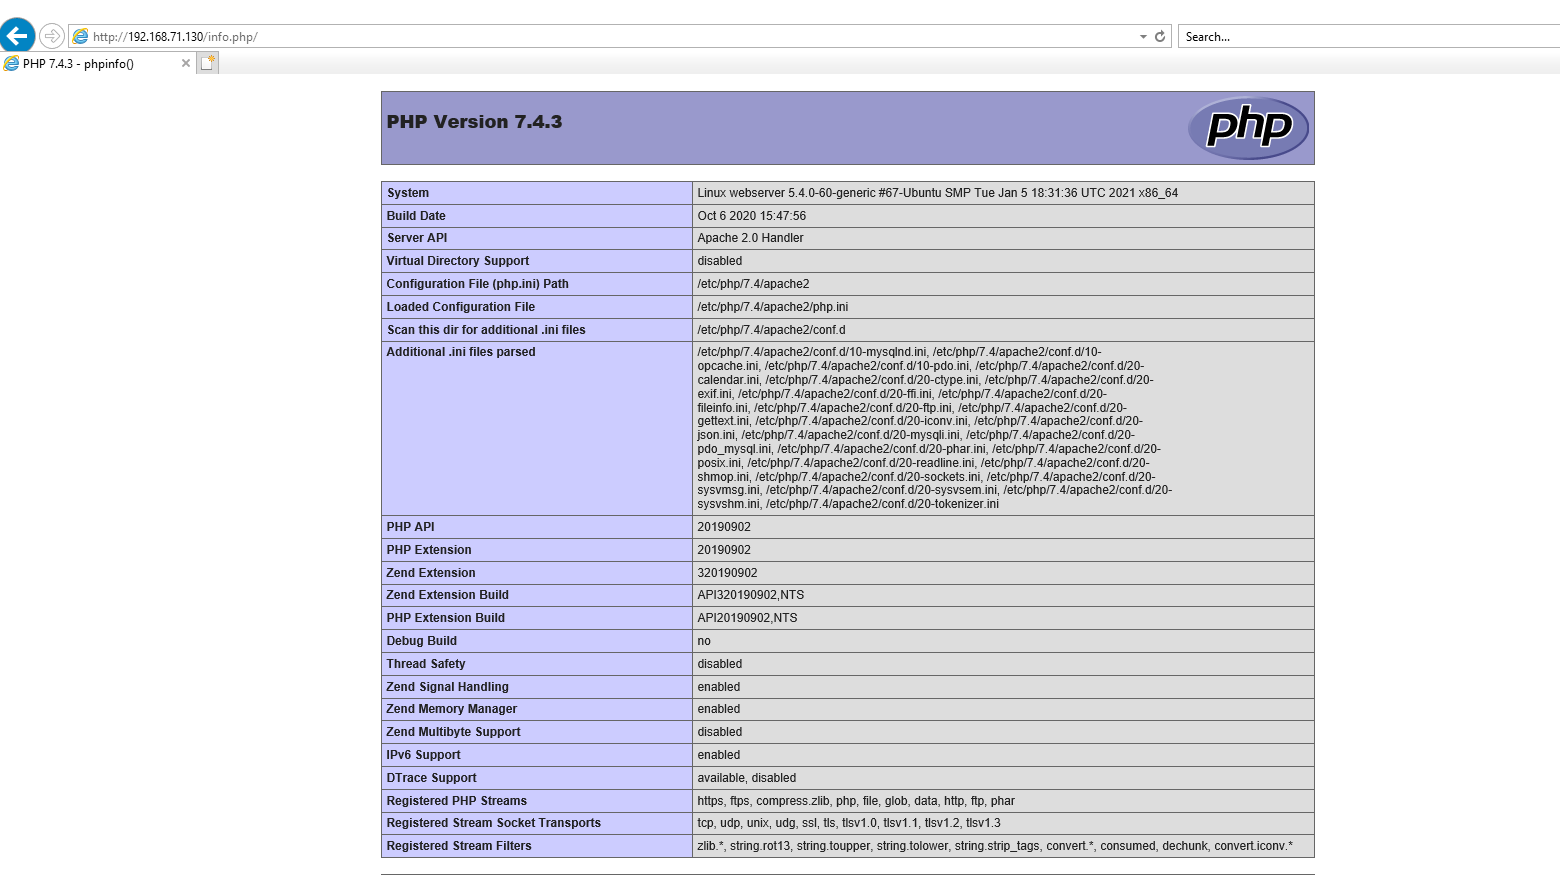 http://192.168.71.130/info.php/
Search...
PHP 7.4.3 - phpinfo()
PHP Version 7.4.3
php
System Linux webserver 5.4.0-60-generic #67-Ubuntu SMP Tue Jan 5 18:31:36 UTC 2021 x86_64
Build Date Oct 6 2020 15:47:56
Server API Apache 2.0 Handler
Virtual Directory Support disabled
Configuration File (php.ini) Path /etc/php/7.4/apache2
Loaded Configuration File /etc/php/7.4/apache2/php.ini
Scan this dir for additional .ini files /etc/php/7.4/apache2/conf.d
Additional .ini files parsed /etc/php/7.4/apache2/conf.d/10-mysqlnd.ini, /etc/php/7.4/apache2/conf.d/10-
opcache.ini, /etc/php/7.4/apache2/conf.d/10-pdo.ini, /etc/php/7.4/apache2/conf.d/20-
calendar.ini, /etc/php/7.4/apache2/conf.d/20-ctype.ini, /etc/php/7.4/apache2/conf.d/20-
exif.ini, /etc/php/7.4/apache2/conf.d/20-ffi.ini, /etc/php/7.4/apache2/conf.d/20-
fileinfo.ini, /etc/php/7.4/apache2/conf.d/20-ftp.ini, /etc/php/7.4/apache2/conf.d/20-
gettext.ini, /etc/php/7.4/apache2/conf.d/20-iconv.ini, /etc/php/7.4/apache2/conf.d/20-
json.ini, /etc/php/7.4/apache2/conf.d/20-mysqli.ini, /etc/php/7.4/apache2/conf.d/20-
pdo_mysql.ini, /etc/php/7.4/apache2/conf.d/20-phar.ini, /etc/php/7.4/apache2/conf.d/20-
posix.ini, /etc/php/7.4/apache2/conf.d/20-readline.ini, /etc/php/7.4/apache2/conf.d/20-
shmop.ini, /etc/php/7.4/apache2/conf.d/20-sockets.ini, /etc/php/7.4/apache2/conf.d/20-
sysvmsg.ini, /etc/php/7.4/apache2/conf.d/20-sysvsem.ini, /etc/php/7.4/apache2/conf.d/20-
sysvshm.ini, /etc/php/7.4/apache2/conf.d/20-tokenizer.ini
PHP API 20190902
PHP Extension 20190902
Zend Extension 320190902
Zend Extension Build API320190902,NTS
PHP Extension Build API20190902,NTS
Debug Build no
Thread Safety disabled
Zend Signal Handling enabled
Zend Memory Manager enabled
Zend Multibyte Support disabled
IPv6 Support enabled
DTrace Support available, disabled
Registered PHP Streams https, ftps, compress.zlib, php, file, glob, data, http, ftp, phar
Registered Stream Socket Transports tcp, udp, unix, udg, ssl, tls, tlsv1.0, tlsv1.1, tlsv1.2, tlsv1.3
Registered Stream Filters zlib.*, string.rot13, string.toupper, string.tolower, string.strip_tags, convert.*, consumed, dechunk, convert.iconv.*